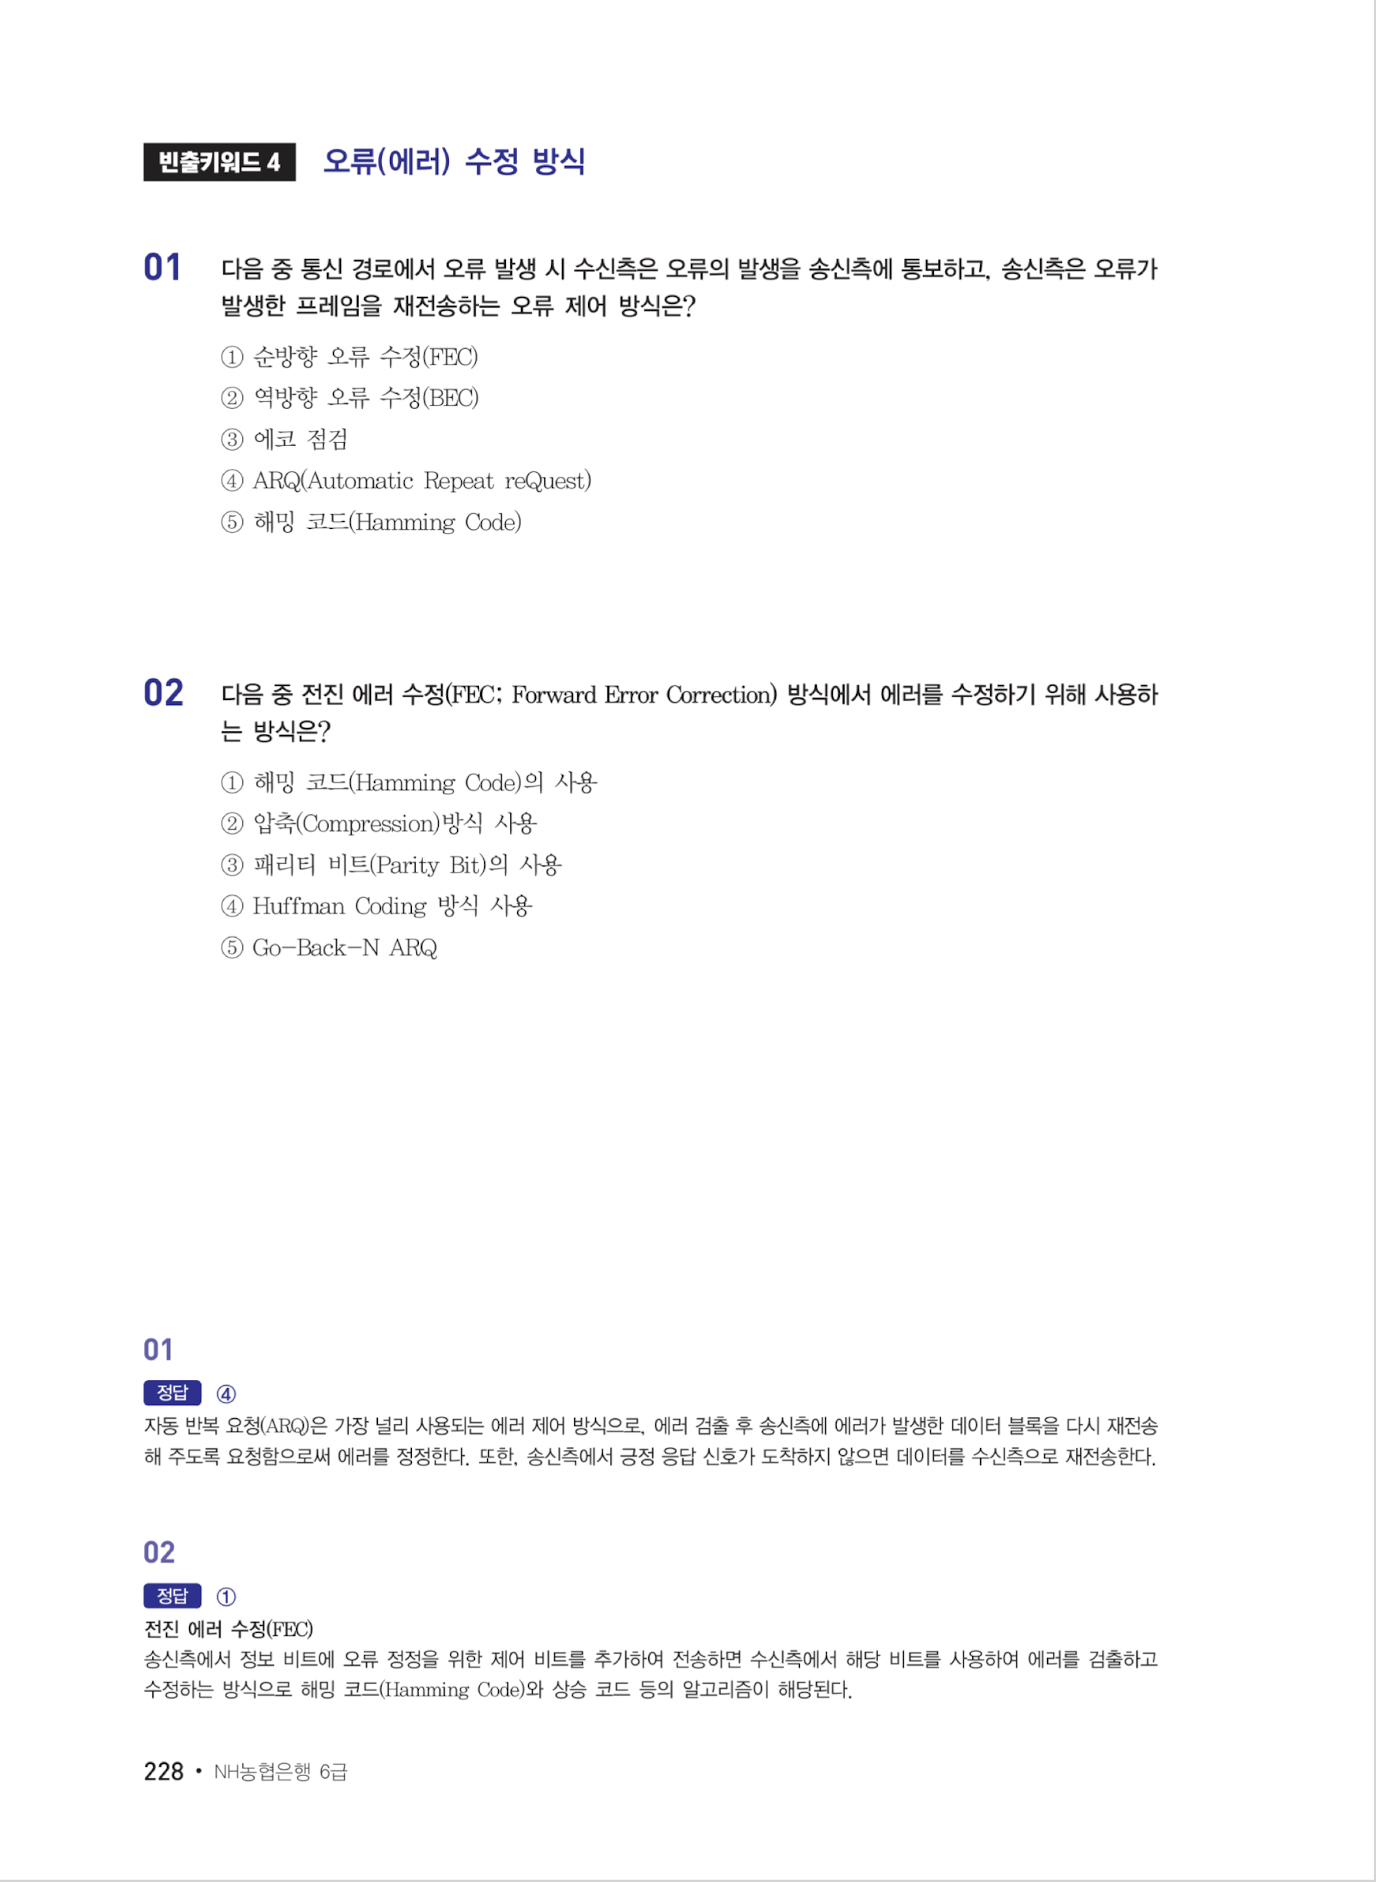 빈출키워드 4 오류(에러) 수정 방식
01 다음 중 통신 경로에서 오류 발생 시 수신측은 오류의 발생을 송신측에 통보하고, 송신측은 오류가
발생한 프레임을 재전송하는 오류 제어 방식은?
① 순방향 오류 수정(FEC)
② 역방향 오류 수정(BEC)
③ 에코 점검
④ ARQ(Automatic Repeat reQuest)
⑤ 해밍 코드(Hamming Code)
02 다음 중 전진 에러 수정(FEC; Forward Error Correction) 방식에서 에러를 수정하기 위해 사용하
는 방식은?
① 해밍 코드(Hamming Code)의 사용
② 압축(Compression)방식 사용
③ 패리티 비트(Parity Bit)의 사용
④ Huffman Coding 방식 사용
⑤ Go-Back-N ARQ
01
정답 ④
자동 반복 요청(ARQ)은 가장 널리 사용되는 에러 제어 방식으로, 에러 검출 후 송신측에 에러가 발생한 데이터 블록을 다시 재전송
해 주도록 요청함으로써 에러를 정정한다. 또한, 송신측에서 긍정 응답 신호가 도착하지 않으면 데이터를 수신측으로 재전송한다.
02
정답 ①
전진 에러 수정(FEC)
송신측에서 정보 비트에 오류 정정을 위한 제어 비트를 추가하여 전송하면 수신측에서 해당 비트를 사용하여 에러를 검출하고
수정하는 방식으로 해밍 코드(Hamming Code)와 상승 코드 등의 알고리즘이 해당된다.
228 • NH농협은행 6급